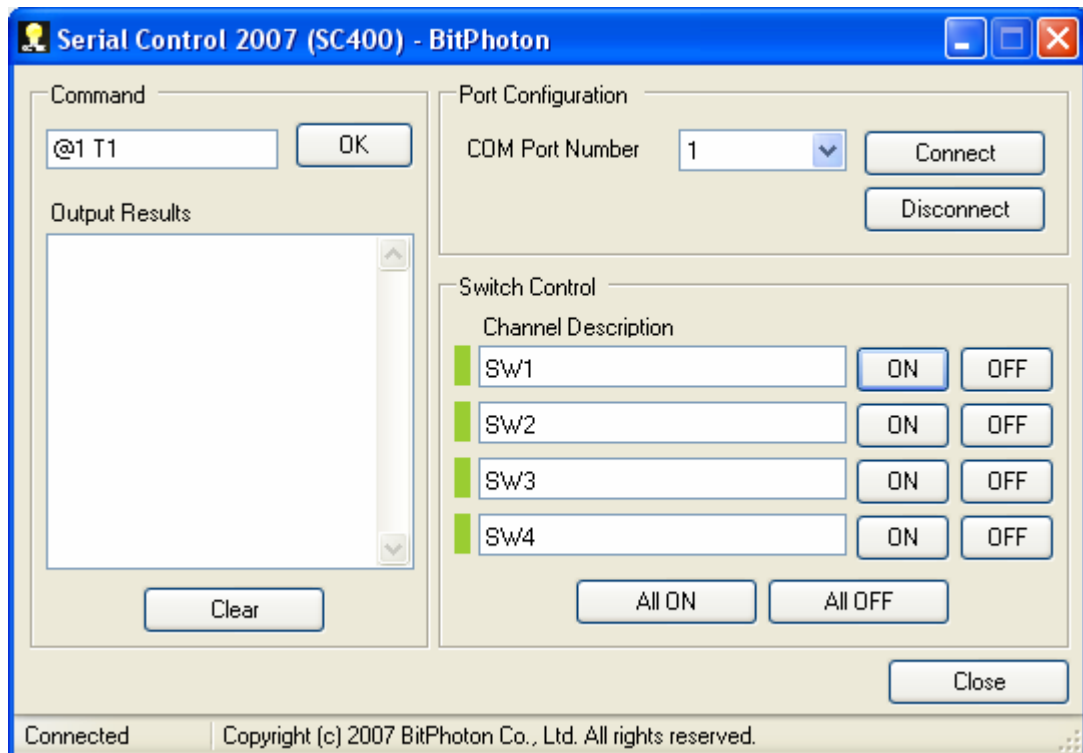 Serial Control 2007 (SC400) - BitPhoton
Command
@1 T1
OK
Output Results
Clear
Port Configuration
COM Port Number
1
Connect
Disconnect
Switch Control
Channel Description
SW1
ON
OFF
SW2
ON
OFF
SW3
ON
OFF
SW4
ON
OFF
All ON
All OFF
Close
Connected
Copyright (c) 2007 BitPhoton Co., Ltd. All rights reserved.